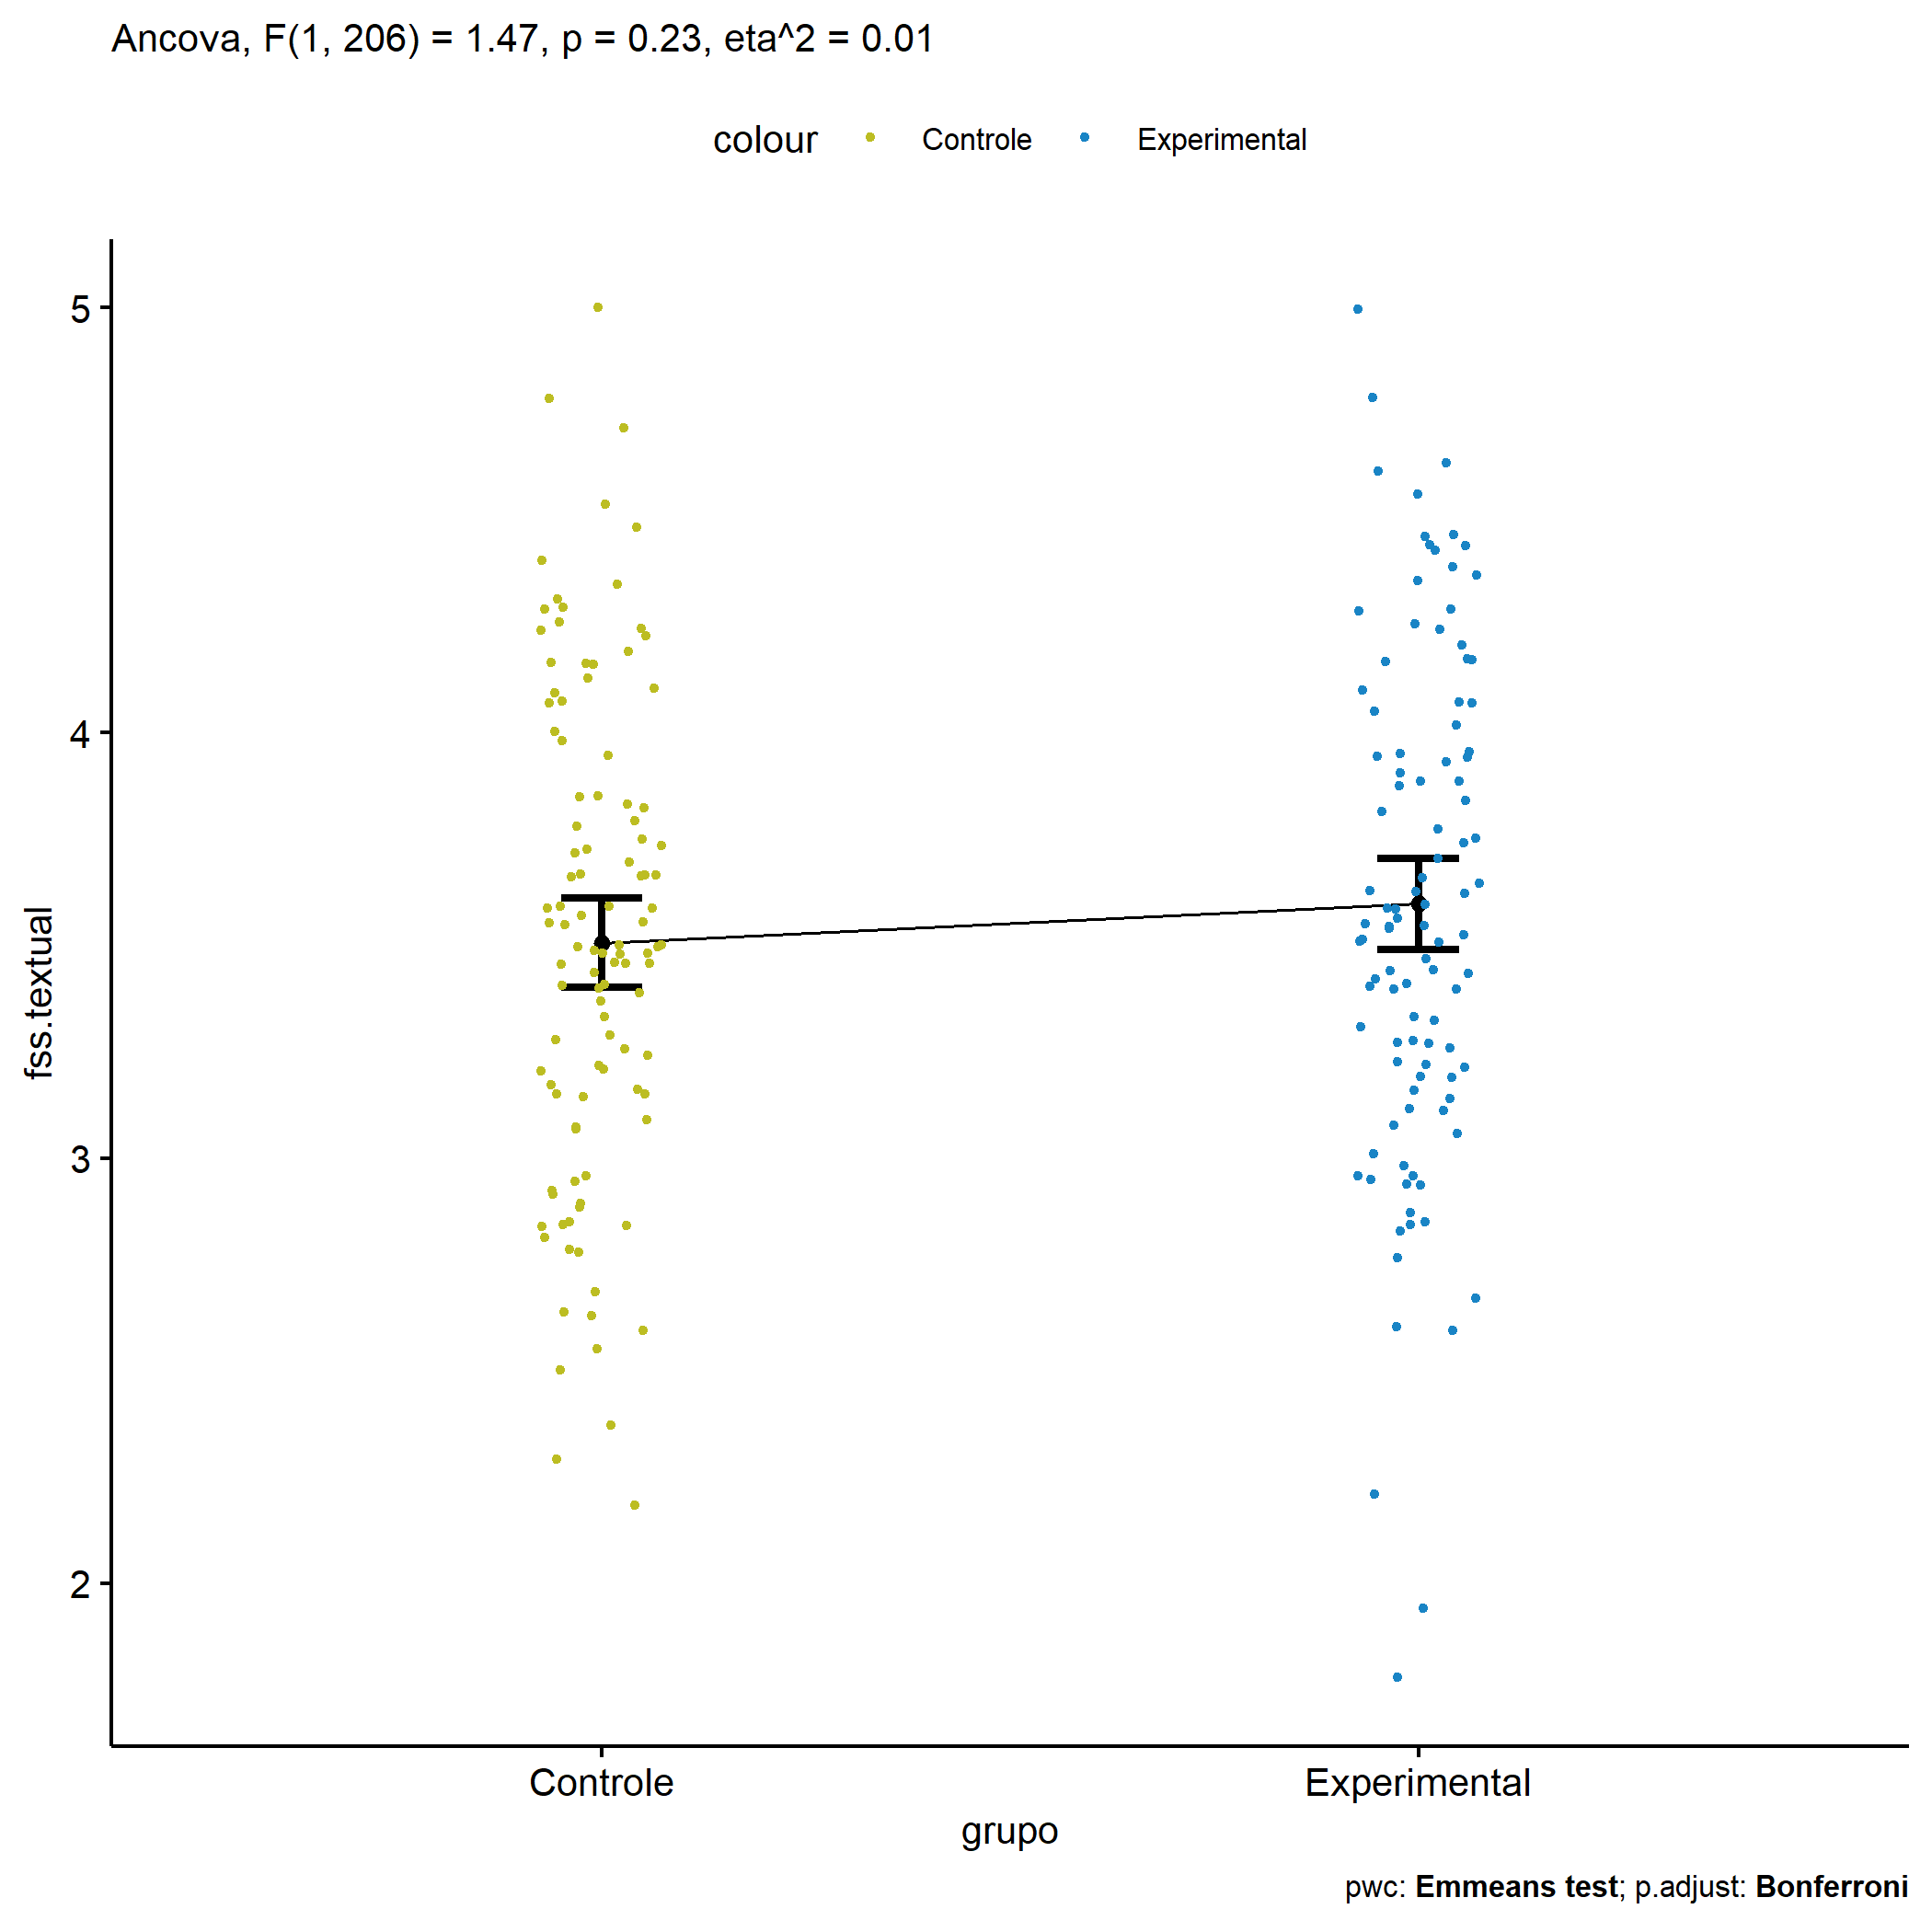 Ancova, F(1, 206) = 1.47, p = 0.23, eta^2 = 0.01
colour Controle Experimental
5
4
3
2
fss.textual
Controle Experimental
grupo
pwc: Emmeans test; p.adjust: Bonferroni